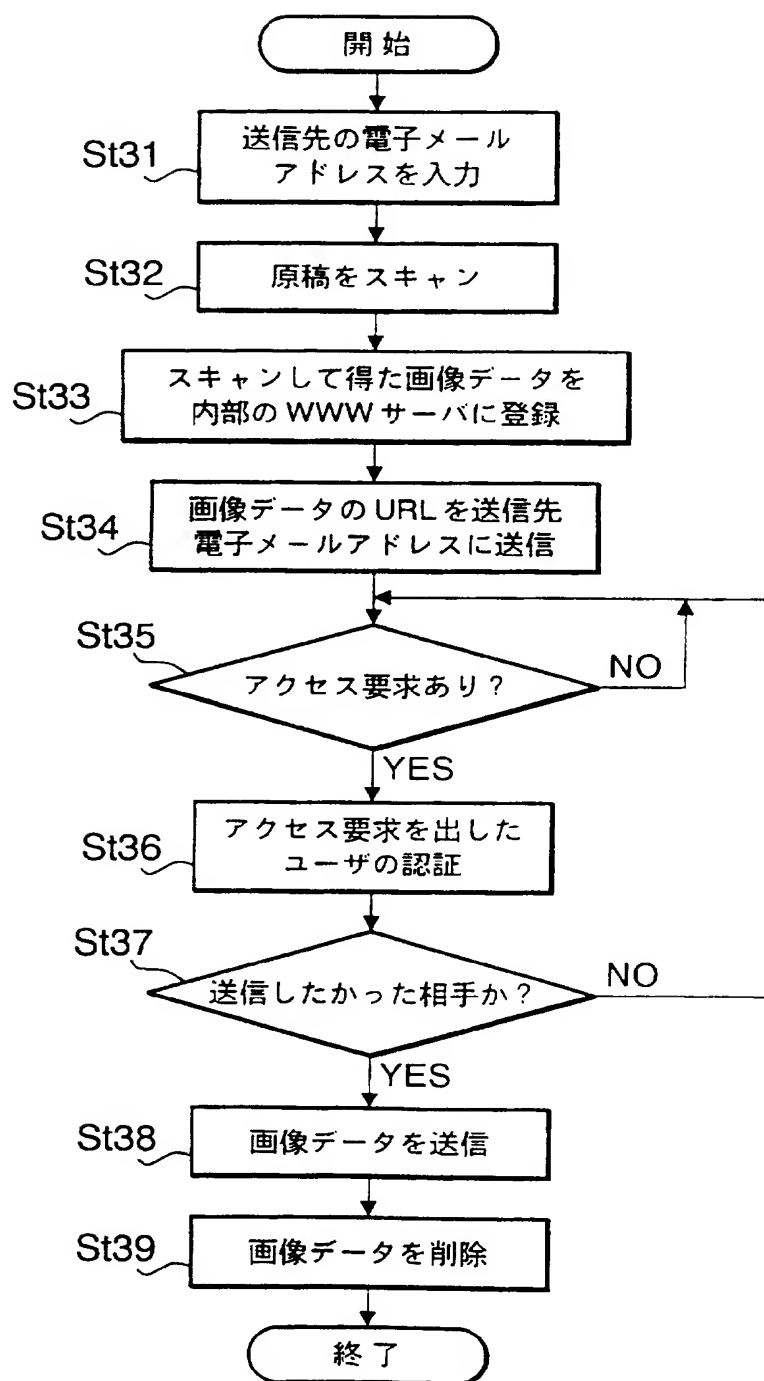 開始
St31
送信先の電子メール
アドレスを入力
St32
原稿をスキャン
St33
スキャンして得た画像データを
内部のWWWサーバに登録
St34
画像データのURLを送信先
電子メールアドレスに送信
St35
アクセス要求あり?
NO
YES
St36
アクセス要求を出した
ユーザの認証
St37
送信したかった相手か?
NO
YES
St38
画像データを送信
St39
画像データを削除
終了